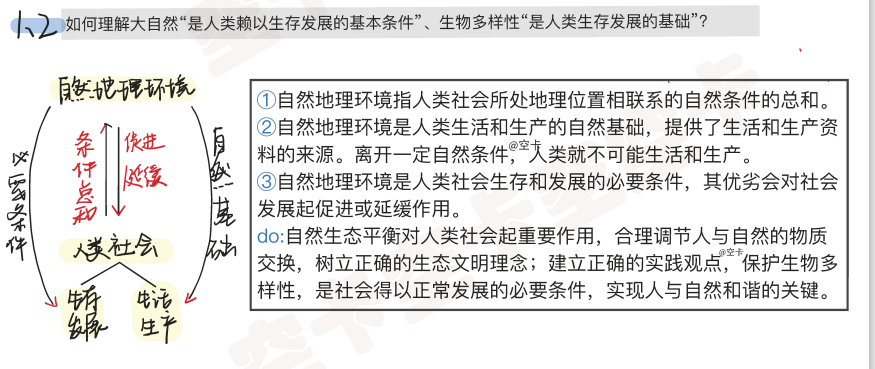 1、2 如何理解大自然“是人类赖以生存发展的基本条件”、生物多样性“是人类生存发展的基础”？
自然地理环境
条件总和
促进
延缓
必要条件
自然基础
人类社会
生存
发展
生活
生产
①自然地理环境指人类社会所处地理位置相联系的自然条件的总和。
②自然地理环境是人类生活和生产的自然基础，提供了生活和生产资
料的来源。离开一定自然条件，@空卡人类就不可能生活和生产。
③自然地理环境是人类社会生存和发展的必要条件，其优劣会对社会
发展起促进或延缓作用。
do:自然生态平衡对人类社会起重要作用，合理调节人与自然的物质
交换，树立正确的生态文明理念；建立正确的实践观点，@空卡保护生物多
样性，是社会得以正常发展的必要条件，实现人与自然和谐的关键。